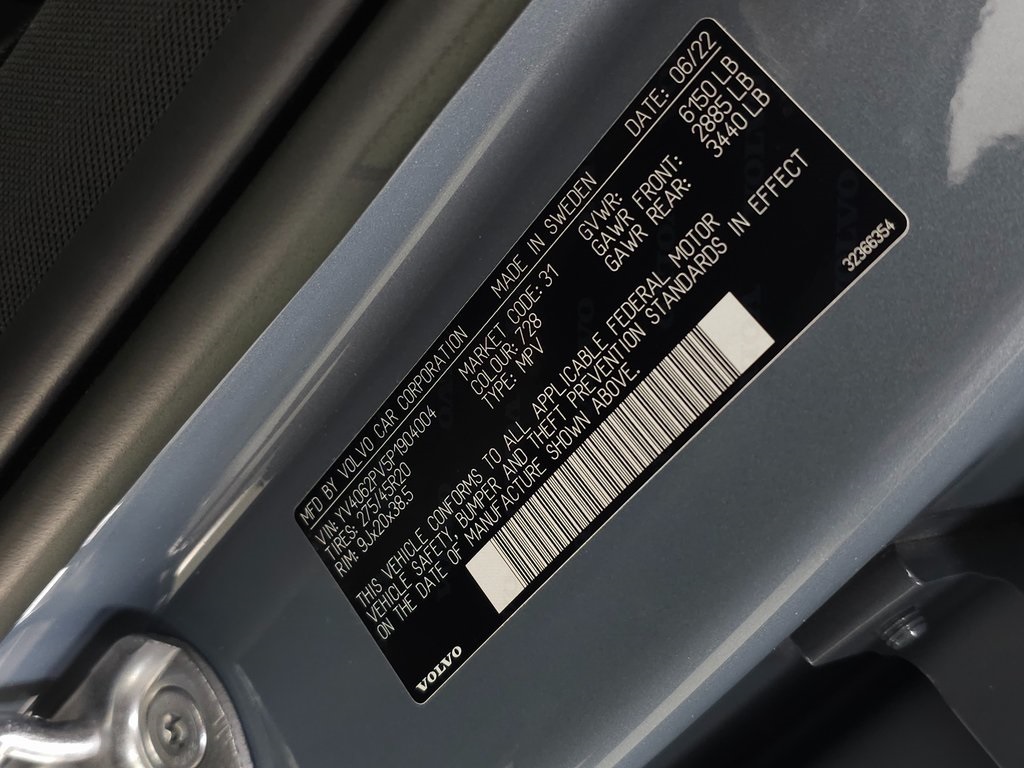 MFD BY VOLVO CAR CORPORATION MADE IN SWEDEN DATE: 06/22
VIN: YV4062PV5P1904004 MARKET CODE: 31 GVWR: 6150 LB
TIRES: 275/45R20 COLOUR: 728 GAWR FRONT: 2885 LB
RIM: 9Jx20x38.5 TYPE: MPV GAWR REAR: 3440 LB
THIS VEHICLE CONFORMS TO ALL APPLICABLE FEDERAL MOTOR
VEHICLE SAFETY, BUMPER AND THEFT PREVENTION STANDARDS IN EFFECT
ON THE DATE OF MANUFACTURE SHOWN ABOVE.
VOLVO 32366354